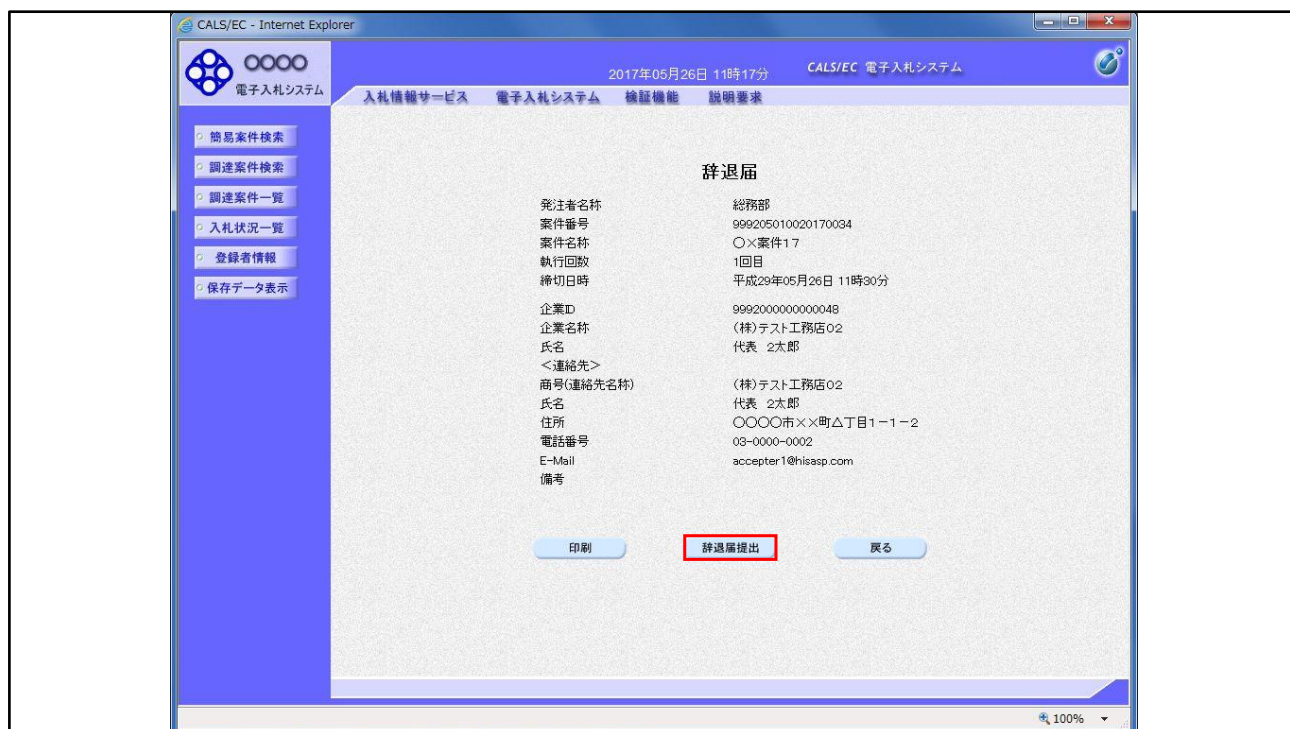 CALS/EC - Internet Explorer
〇〇〇〇
電子入札システム
2017年05月26日 11時17分
CALS/EC 電子入札システム
入札情報サービス 電子入札システム 検証機能 説明要求
簡易案件検索
調達案件検索
調達案件一覧
入札状況一覧
登録者情報
保存データ表示
辞退届
発注者名称 総務部
案件番号 999205010020170034
案件名称 〇×案件17
執行回数 1回目
締切日時 平成29年05月26日 11時30分
企業ID 9992000000000048
企業名称 (株)テスト工務店02
氏名 代表 2太郎
<連絡先>
商号(連絡先名称) (株)テスト工務店02
氏名 代表 2太郎
住所 〇〇〇〇市××町△丁目1-1-2
電話番号 03-0000-0002
E-Mail accepter1@hisasp.com
備考
印刷 辞退届提出 戻る
100%